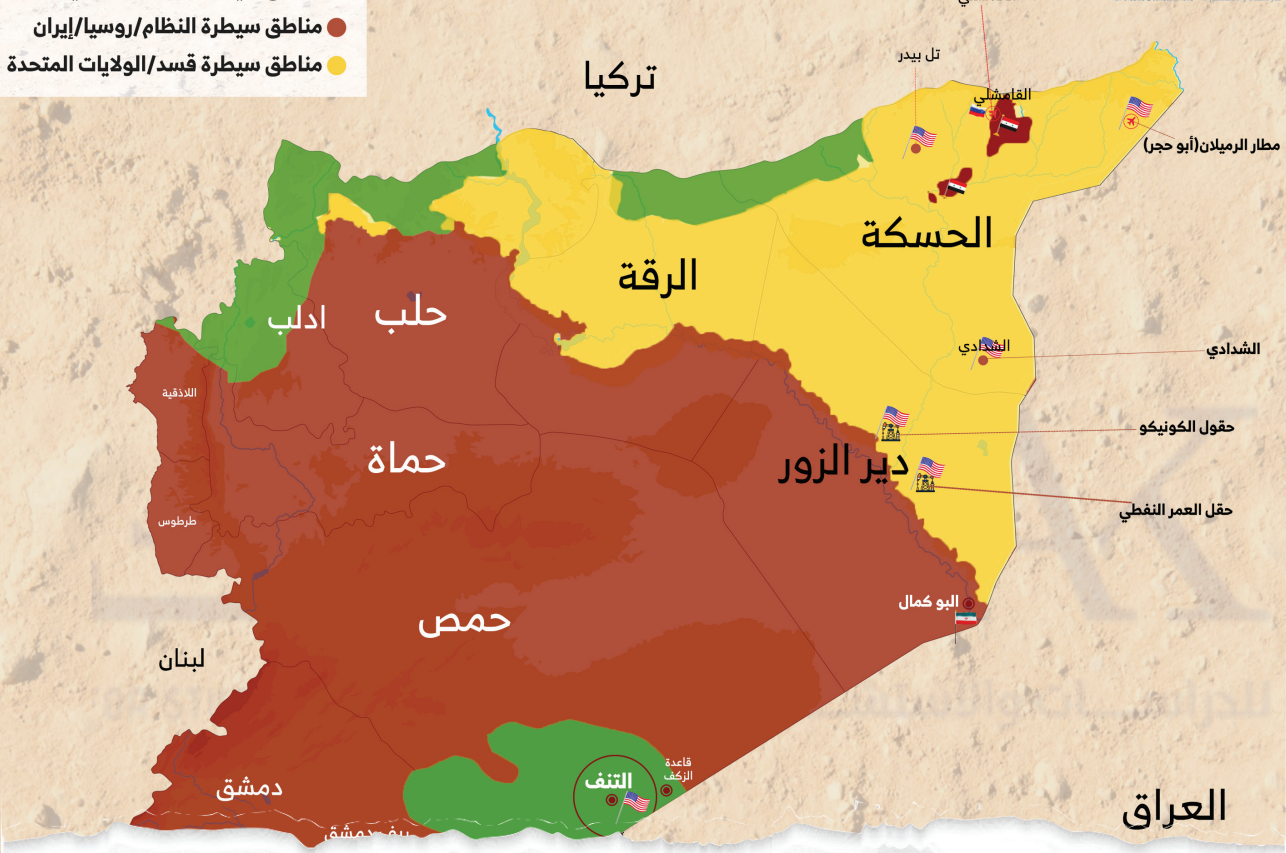 مناطق سيطرة النظام/روسيا/إيران
مناطق سيطرة قسد/الولايات المتحدة
تركيا
تل بيدر
القامشلي
مطار الرميلان(أبو حجر)
الحسكة
الرقة
حلب
ادلب
الشدادي
الشدادي
اللاذقية
حقول الكونيكو
حماة
دير الزور
حقل العمر النفطي
طرطوس
البو كمال
حمص
لبنان
قاعدة
الزكف
التنف
دمشق
العراق
ريف دمشق